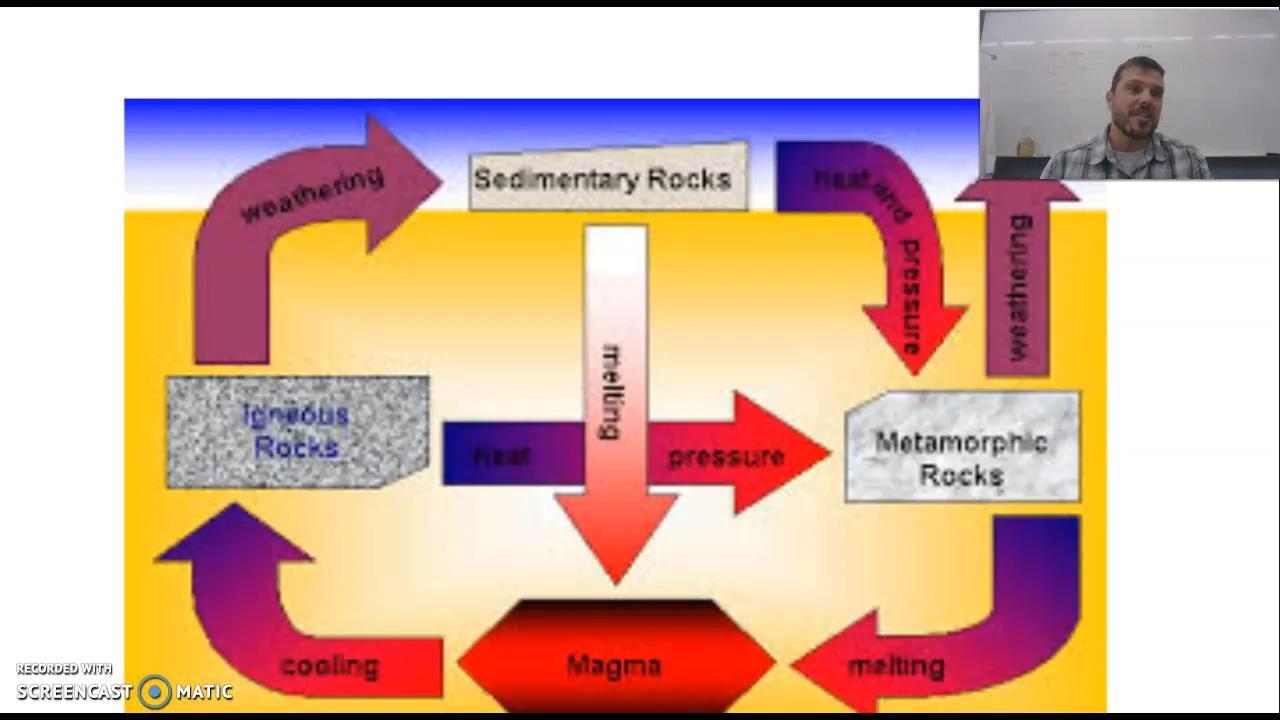 weathering
Sedimentary Rocks
heat and pressure
weathering
melting
Igneous
Rocks
heat
pressure
Metamorphic
Rocks
cooling
Magma
melting
RECORDED WITH
SCREENCAST MATIC